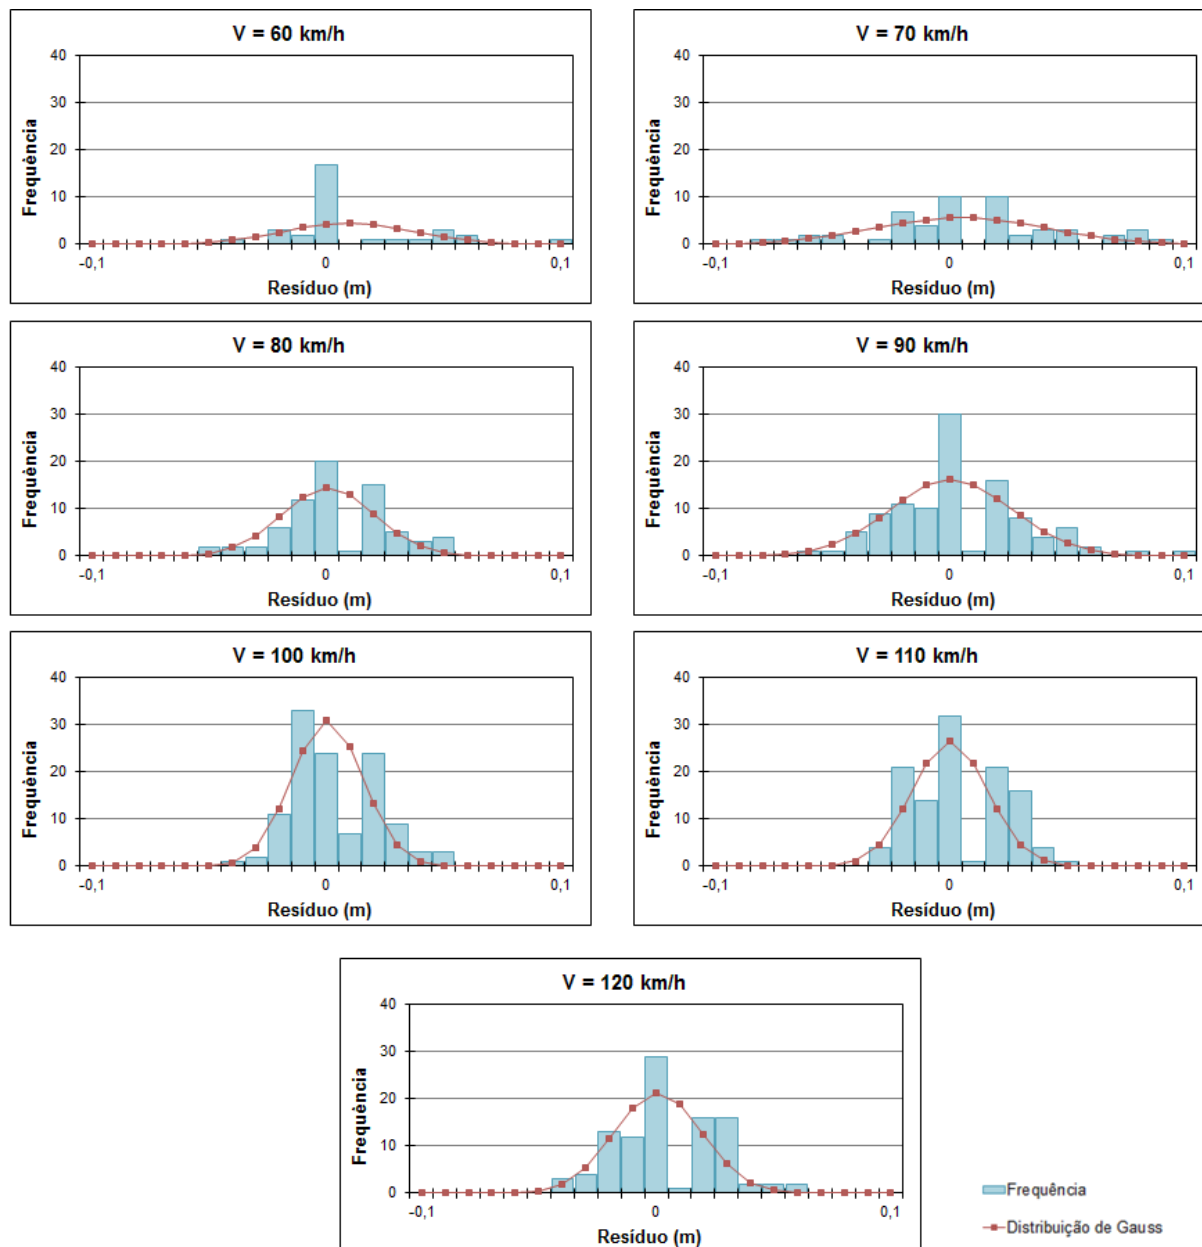 V = 60 km/h
40
30
20
10
0
Frequência
-0,1 0 0,1
Resíduo (m)
V = 70 km/h
40
30
20
10
0
Frequência
-0,1 0 0,1
Resíduo (m)
V = 80 km/h
40
30
20
10
0
Frequência
-0,1 0 0,1
Resíduo (m)
V = 90 km/h
40
30
20
10
0
Frequência
-0,1 0 0,1
Resíduo (m)
V = 100 km/h
40
30
20
10
0
Frequência
-0,1 0 0,1
Resíduo (m)
V = 110 km/h
40
30
20
10
0
Frequência
-0,1 0 0,1
Resíduo (m)
V = 120 km/h
40
30
20
10
0
Frequência
-0,1 0 0,1
Resíduo (m)
Frequência
Distribuição de Gauss